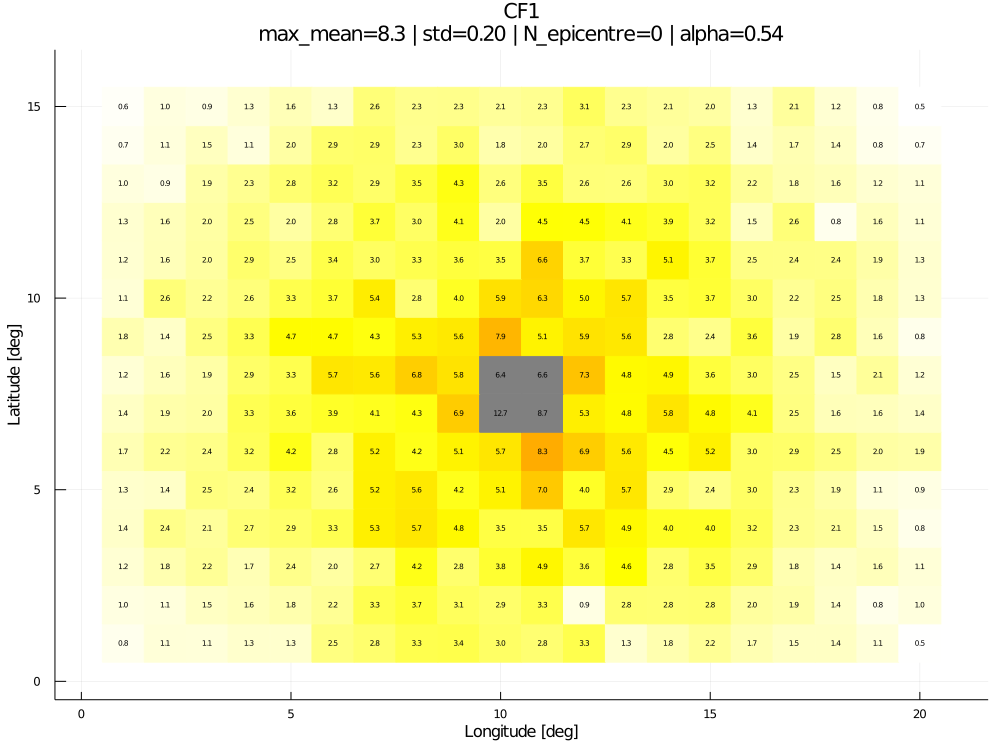 CF1
max_mean=8.3 | std=0.20 | N_epicentre=0 | alpha=0.54
15 0.6 1.0 0.9 1.3 1.6 1.3 2.6 2.3 2.3 2.1 2.3 3.1 2.3 2.1 2.0 1.3 2.1 1.2 0.8 0.5
0.7 1.1 1.5 1.1 2.0 2.9 2.9 2.3 3.0 1.8 2.0 2.7 2.9 2.0 2.5 1.4 1.7 1.4 0.8 0.7
1.0 0.9 1.9 2.3 2.8 3.2 2.9 3.5 4.3 2.6 3.5 2.6 2.6 3.0 3.2 2.2 1.8 1.6 1.2 1.1
1.3 1.6 2.0 2.5 2.0 2.8 3.7 3.0 4.1 2.0 4.5 4.5 4.1 3.9 3.2 1.5 2.6 0.8 1.6 1.1
1.2 1.6 2.0 2.9 2.5 3.4 3.0 3.3 3.6 3.5 6.6 3.7 3.3 5.1 3.7 2.5 2.4 2.4 1.9 1.3
10 1.1 2.6 2.2 2.6 3.3 3.7 5.4 2.8 4.0 5.9 6.3 5.0 5.7 3.5 3.7 3.0 2.2 2.5 1.8 1.3
1.8 1.4 2.5 3.3 4.7 4.7 4.3 5.3 5.6 7.9 5.1 5.9 5.6 2.8 2.4 3.6 1.9 2.8 1.6 0.8
1.2 1.6 1.9 2.9 3.3 5.7 5.6 6.8 5.8 6.4 6.6 7.3 4.8 4.9 3.6 3.0 2.5 1.5 2.1 1.2
1.4 1.9 2.0 3.3 3.6 3.9 4.1 4.3 6.9 12.7 8.7 5.3 4.8 5.8 4.8 4.1 2.5 1.6 1.6 1.4
1.7 2.2 2.4 3.2 4.2 2.8 5.2 4.2 5.1 5.7 8.3 6.9 5.6 4.5 5.2 3.0 2.9 2.5 2.0 1.9
5 1.3 1.4 2.5 2.4 3.2 2.6 5.2 5.6 4.2 5.1 7.0 4.0 5.7 2.9 2.4 3.0 2.3 1.9 1.1 0.9
1.4 2.4 2.1 2.7 2.9 3.3 5.3 5.7 4.8 3.5 3.5 5.7 4.9 4.0 4.0 3.2 2.3 2.1 1.5 0.8
1.2 1.8 2.2 1.7 2.4 2.0 2.7 4.2 2.8 3.8 4.9 3.6 4.6 2.8 3.5 2.9 1.8 1.4 1.6 1.1
1.0 1.1 1.5 1.6 1.8 2.2 3.3 3.7 3.1 2.9 3.3 0.9 2.8 2.8 2.8 2.0 1.9 1.4 0.8 1.0
0.8 1.1 1.1 1.3 1.3 2.5 2.8 3.3 3.4 3.0 2.8 3.3 1.3 1.8 2.2 1.7 1.5 1.4 1.1 0.5
0
0 5 10 15 20
Longitude [deg]
Latitude [deg]